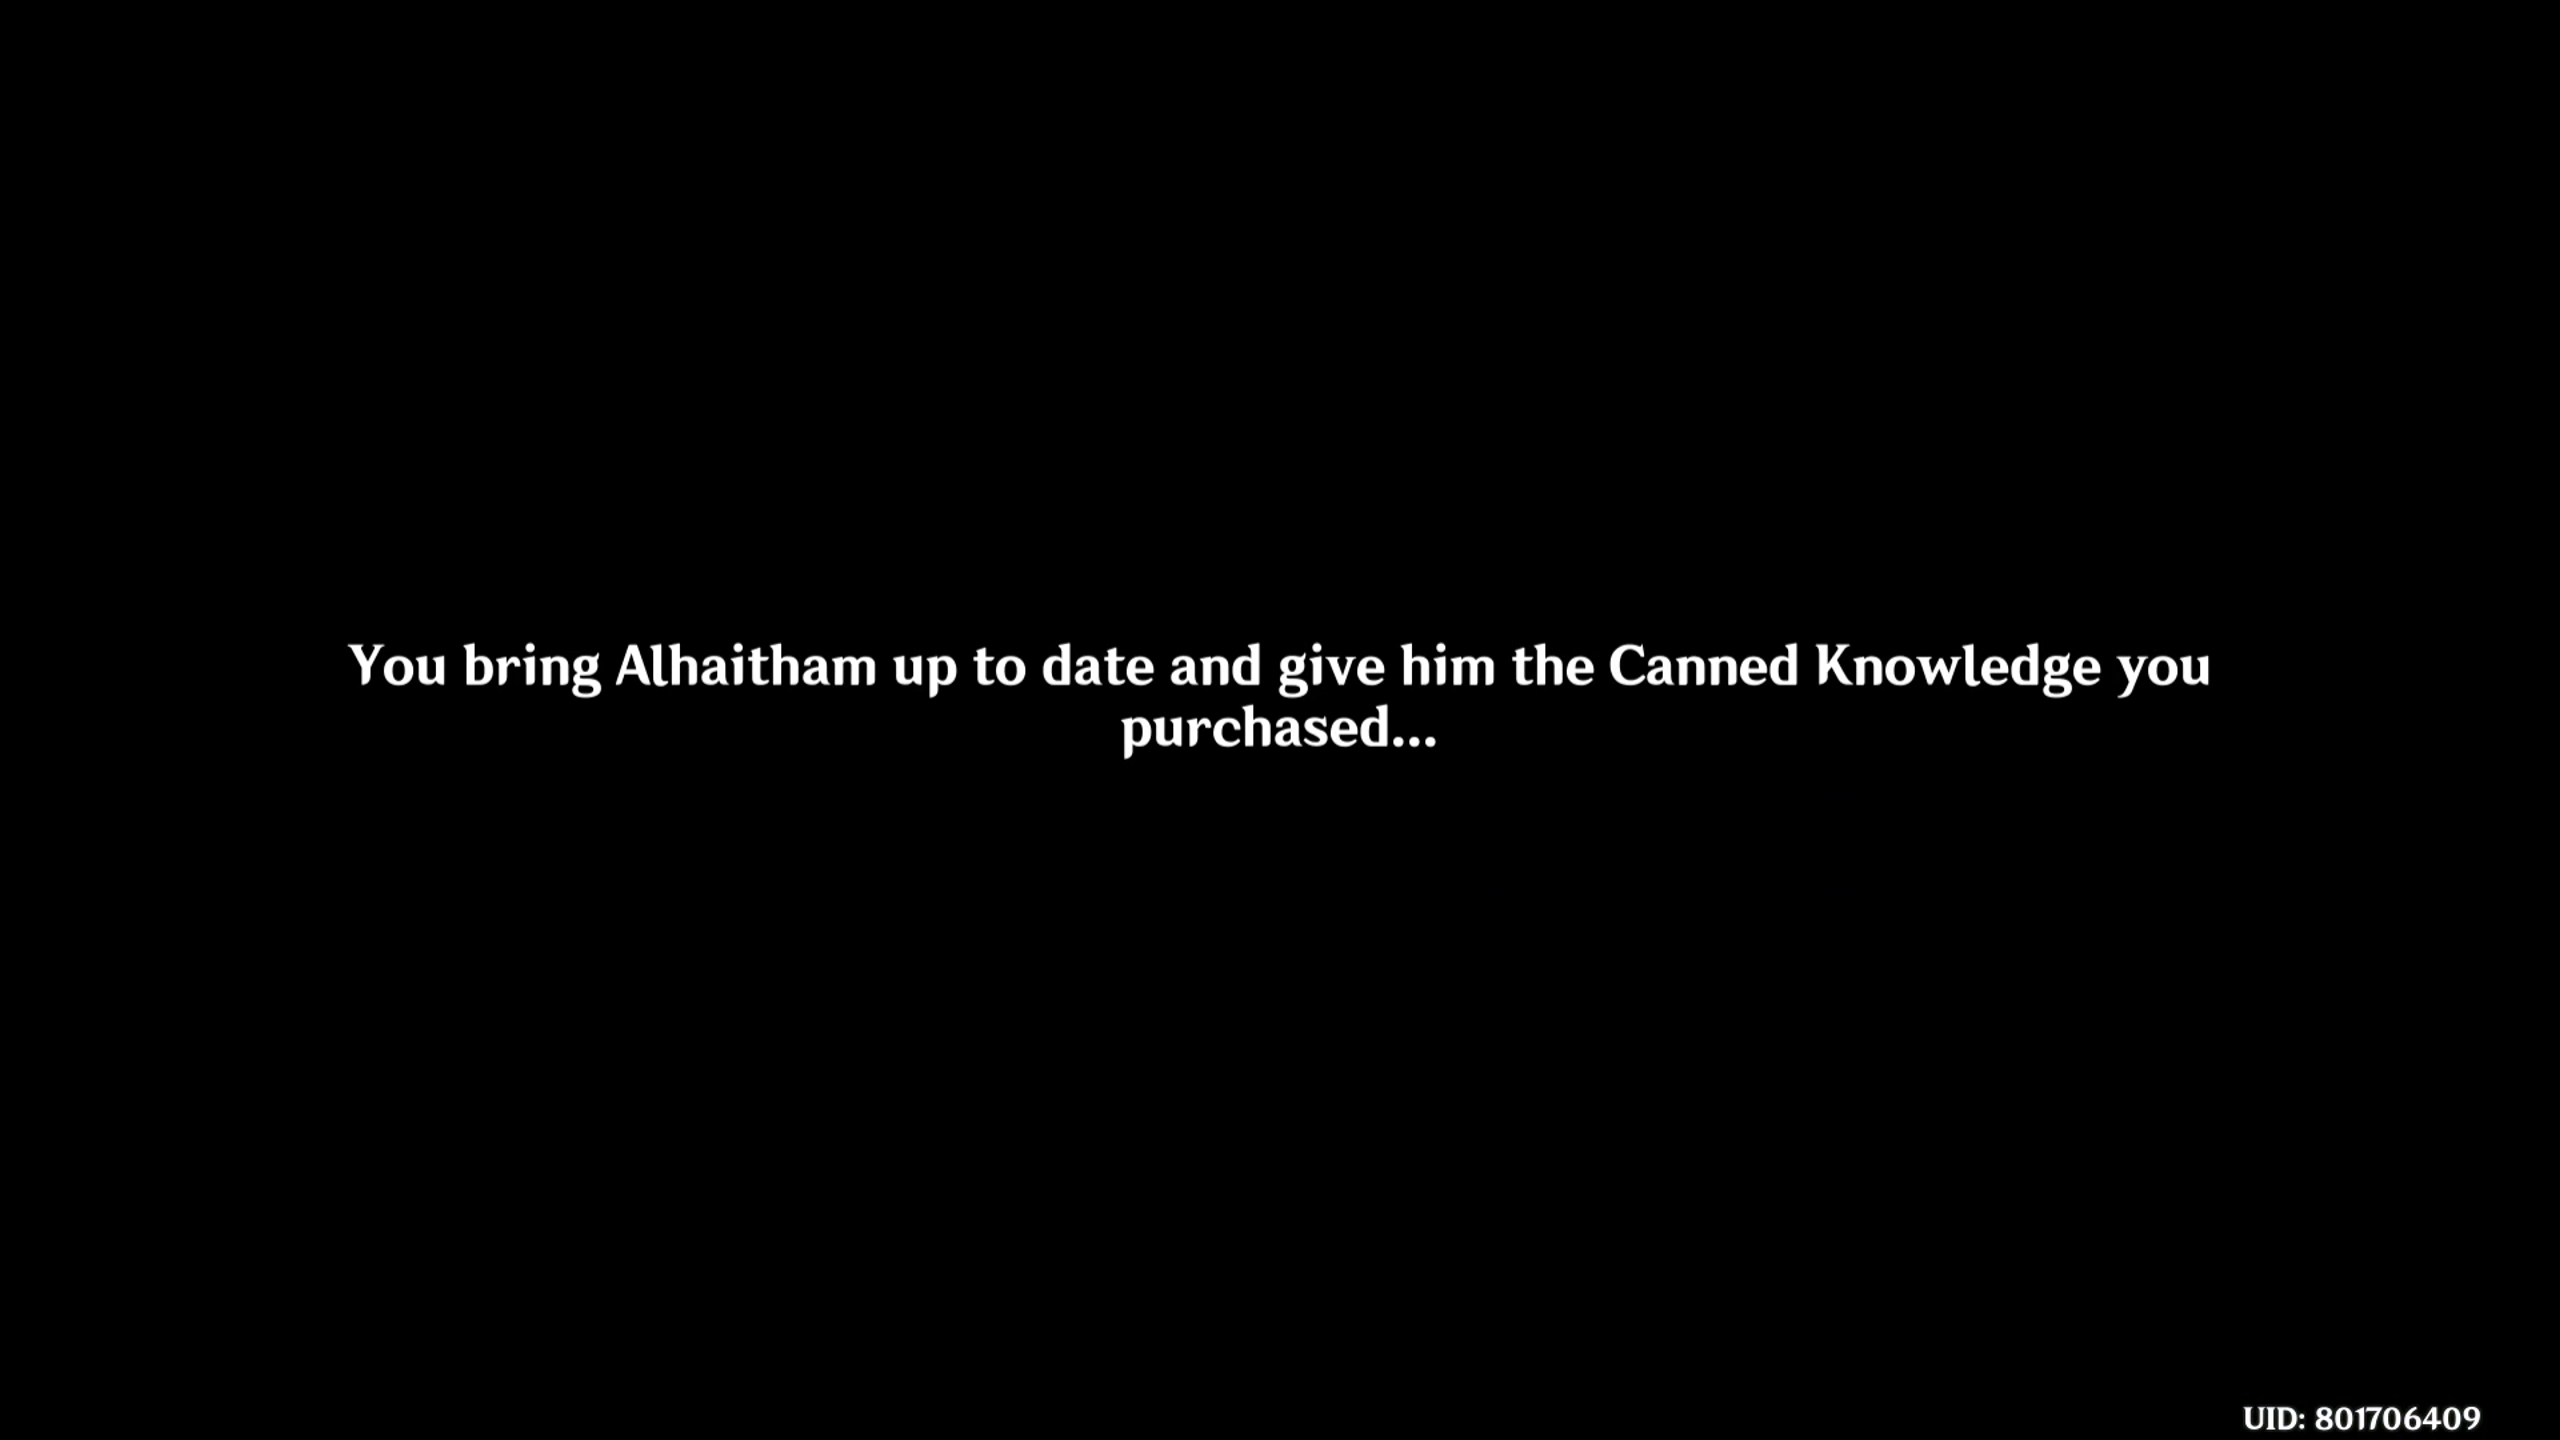 You bring Alhaitham up to date and give him the Canned Knowledge you
purchased...
UID: 801706409